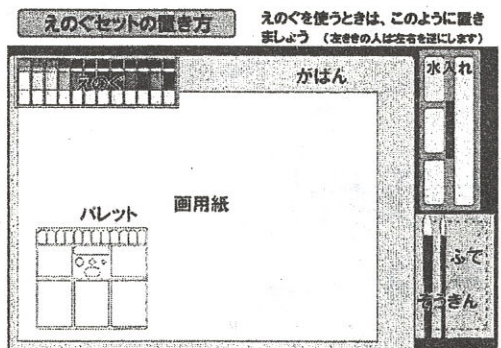 えのぐセットの置き方
えのぐを使うときは、このように置き
ましょう （左ききの人は左右を逆にします）
えのぐ
がばん
水入れ
画用紙
パレット
ふで
ぞうきん